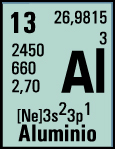 13 26,9815
2450 3
660 Al
2,70
[Ne]3s²3p¹
Aluminio